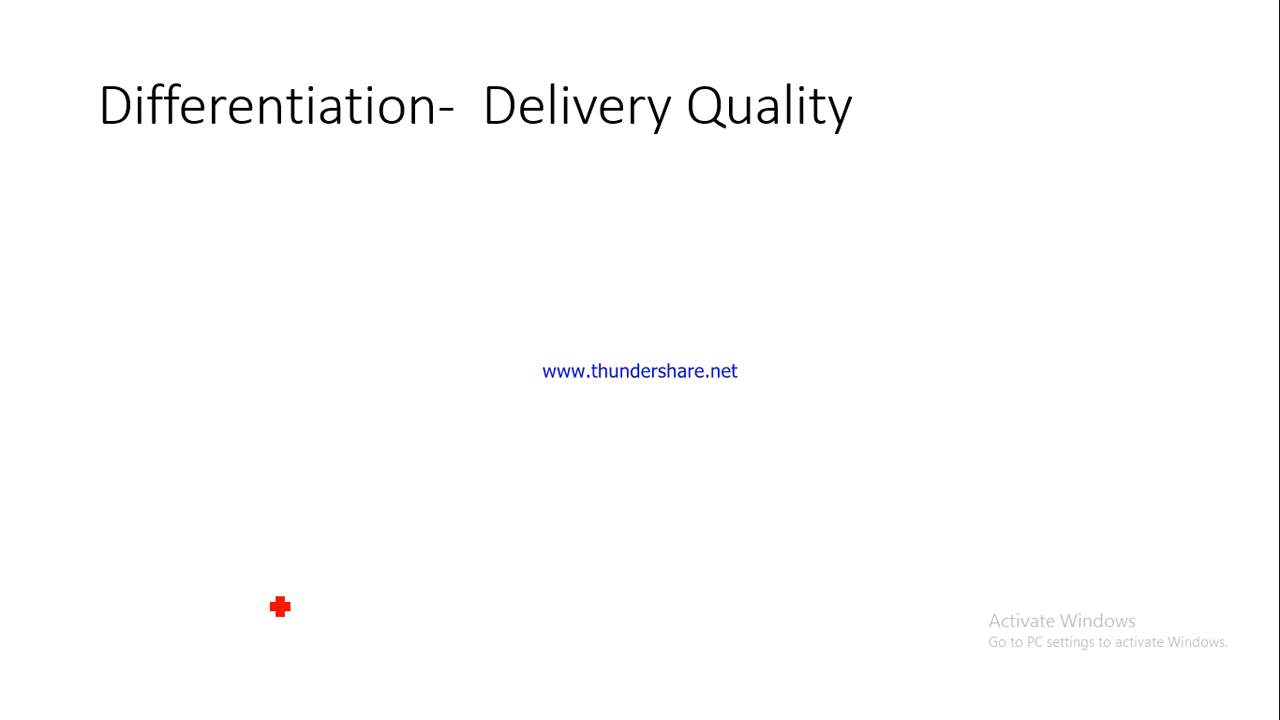 Differentiation-  Delivery Quality
www.thundershare.net
Activate Windows
Go to PC settings to activate Windows.